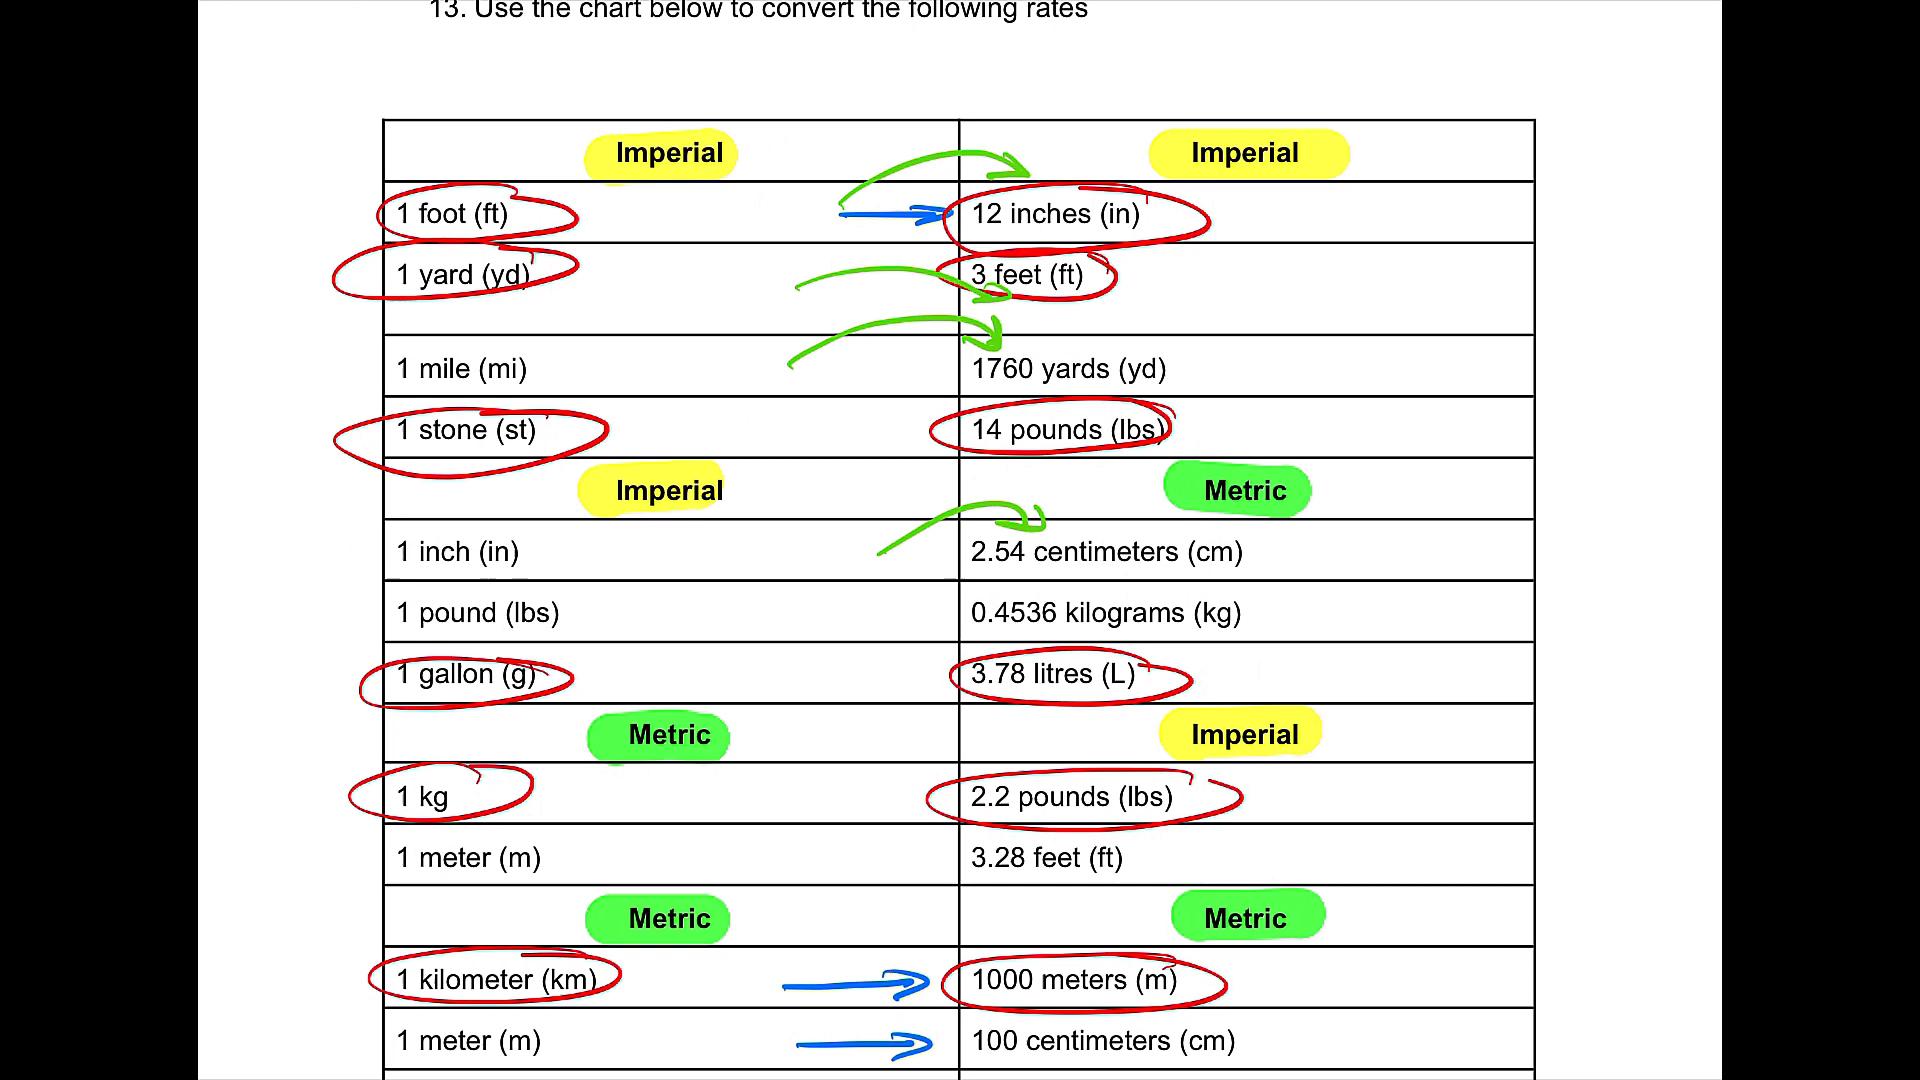 13. Use the chart below to convert the following rates
Imperial Imperial
1 foot (ft) 12 inches (in)
1 yard (yd) 3 feet (ft)
1 mile (mi) 1760 yards (yd)
1 stone (st) 14 pounds (lbs)
Imperial Metric
1 inch (in) 2.54 centimeters (cm)
1 pound (lbs) 0.4536 kilograms (kg)
1 gallon (g) 3.78 litres (L)
Metric Imperial
1 kg 2.2 pounds (lbs)
1 meter (m) 3.28 feet (ft)
Metric Metric
1 kilometer (km) 1000 meters (m)
1 meter (m) 100 centimeters (cm)